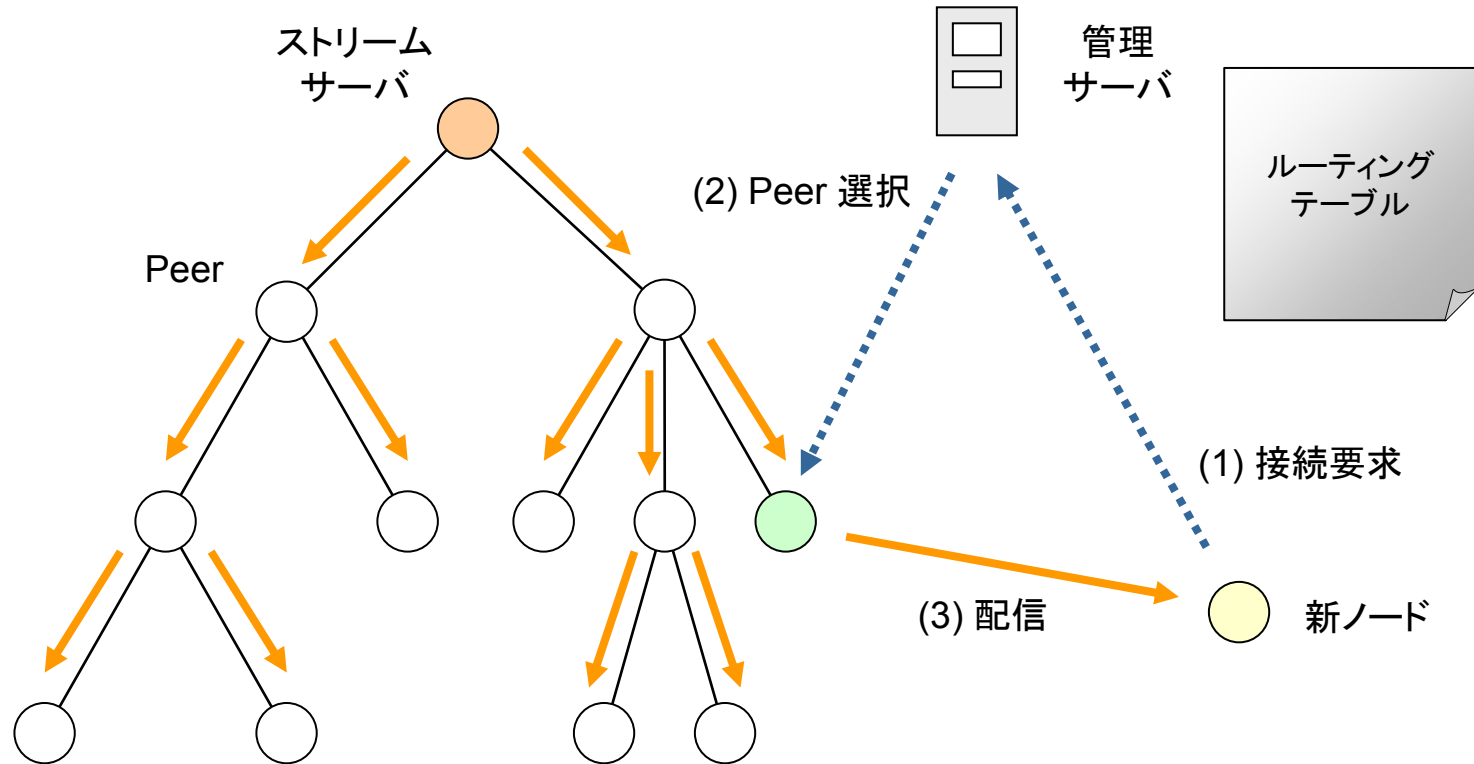 ストリーム
サーバ
管理
サーバ
ルーティング
テーブル
(2) Peer 選択
Peer
(1) 接続要求
(3) 配信
新ノード